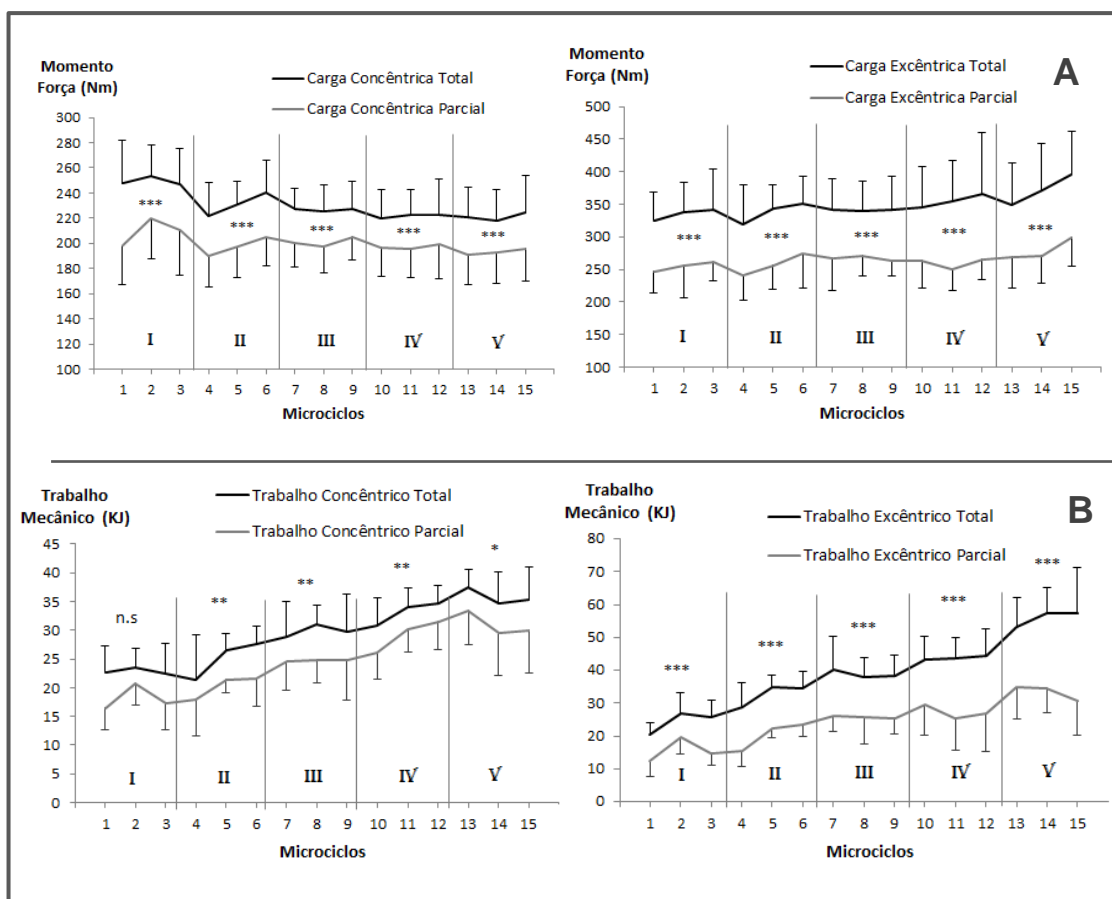 Momento
Força (Nm)
Carga Concêntrica Total
Carga Concêntrica Parcial
300
280
260
240
220
200
180
160
140
120
100
***
***
***
***
***
I
II
III
IV
V
1 2 3 4 5 6 7 8 9 10 11 12 13 14 15
Microciclos
A
Momento
Força (Nm)
Carga Excêntrica Total
Carga Excêntrica Parcial
500
450
400
350
300
250
200
150
100
***
***
***
***
***
I
II
III
IV
V
1 2 3 4 5 6 7 8 9 10 11 12 13 14 15
Microciclos
Trabalho
Mecânico (KJ)
Trabalho Concêntrico Total
Trabalho Concêntrico Parcial
45
40
35
30
25
20
15
10
5
0
n.s
**
**
**
*
I
II
III
IV
V
1 2 3 4 5 6 7 8 9 10 11 12 13 14 15
Microciclos
B
Trabalho
Mecânico (KJ)
Trabalho Excêntrico Total
Trabalho Excêntrico Parcial
80
70
60
50
40
30
20
10
0
***
***
***
***
***
I
II
III
IV
V
1 2 3 4 5 6 7 8 9 10 11 12 13 14 15
Microciclos